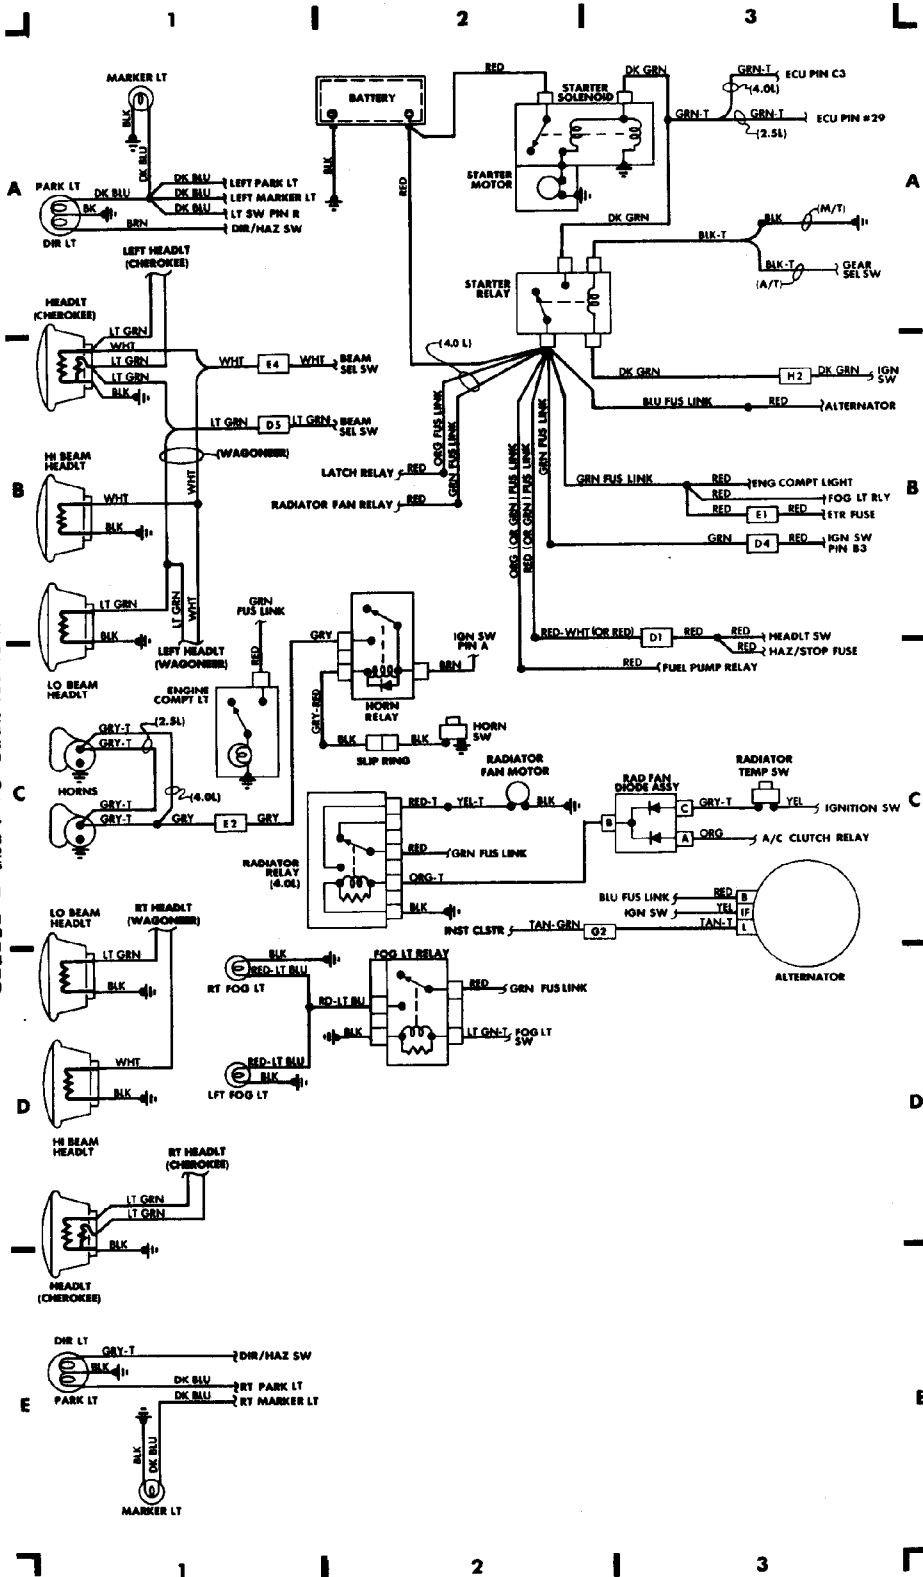 1
2
3
MARKER LT
BLK
DK BLU
BATTERY
RED
BLK
RED
STARTER
SOLENOID
DK GRN
GRN-T
ECU PIN C3
(4.0L)
GRN-T
GRN-T
ECU PIN #29
(2.5L)
A
PARK LT
DK BLU
DK BLU
LEFT PARK LT
DK BLU
LEFT MARKER LT
BK
DK BLU
LT SW PIN R
BRN
DIR/HAZ SW
DIR LT
STARTER
MOTOR
A
DK GRN
BLK
(M/T)
BLK-T
BLK-T
GEAR
SEL SW
(A/T)
LEFT HEADLT
(CHEROKEE)
STARTER
RELAY
HEADLT
(CHEROKEE)
LT GRN
WHT
LT GRN
WHT
E4
WHT
BEAM
SEL SW
LT GRN
BLK
LT GRN
D5
LT GRN
BEAM
SEL SW
(WAGONEER)
(4.0 L)
DK GRN
H2
DK GRN
IGN
SW
BLU FUS LINK
RED
ALTERNATOR
ORG FUS LINK
GRN FUS LINK
ORG (OR GRN) FUS LINK
RED (OR GRN) FUS LINK
GRN FUS LINK
HI BEAM
HEADLT
WHT
WHT
BLK
LATCH RELAY
RED
RADIATOR FAN RELAY
RED
GRN FUS LINK
RED
ENG COMPT LIGHT
RED
FOG LT RLY
RED
E1
RED
ETR FUSE
GRN
D4
RED
IGN SW
PIN B3
B
B
LT GRN
BLK
LT GRN
WHT
LEFT HEADLT
(WAGONEER)
LO BEAM
HEADLT
GRN
FUS LINK
RED
GRY
ENGINE
COMPT LT
IGN SW
PIN A
BRN
HORN
RELAY
GRY-RED
RED-WHT (OR RED)
D1
RED
RED
HEADLT SW
RED
HAZ/STOP FUSE
RED
FUEL PUMP RELAY
BLK
BLK
SLIP RING
HORN
SW
C
GRY-T
(2.5L)
GRY-T
HORNS
GRY-T
(4.0L)
GRY-T
GRY
E2
GRY
RADIATOR
FAN MOTOR
RED-T
YEL-T
BLK
RADIATOR
RELAY
(4.0L)
RED
GRN FUS LINK
ORG-T
BLK
RAD FAN
DIODE ASSY
B
C
A
GRY-T
RADIATOR
TEMP SW
YEL
IGNITION SW
ORG
A/C CLUTCH RELAY
C
BLU FUS LINK
RED
B
IGN SW
YEL
IF
INST CLSTR
TAN-GRN
G2
TAN-T
L
ALTERNATOR
LO BEAM
HEADLT
RT HEADLT
(WAGONEER)
LT GRN
BLK
BLK
RED-LT BLU
RT FOG LT
RD-LT BLU
BLK
FOG LT RELAY
RED
GRN FUS LINK
LT GN-T
FOG LT
SW
RED-LT BLU
BLK
LFT FOG LT
WHT
BLK
HI BEAM
HEADLT
D
D
RT HEADLT
(CHEROKEE)
LT GRN
LT GRN
BLK
HEADLT
(CHEROKEE)
DIR LT
GRY-T
DIR/HAZ SW
BLK
DK BLU
RT PARK LT
PARK LT
DK BLU
RT MARKER LT
E
E
BLK
DK BLU
MARKER LT
1
2
3